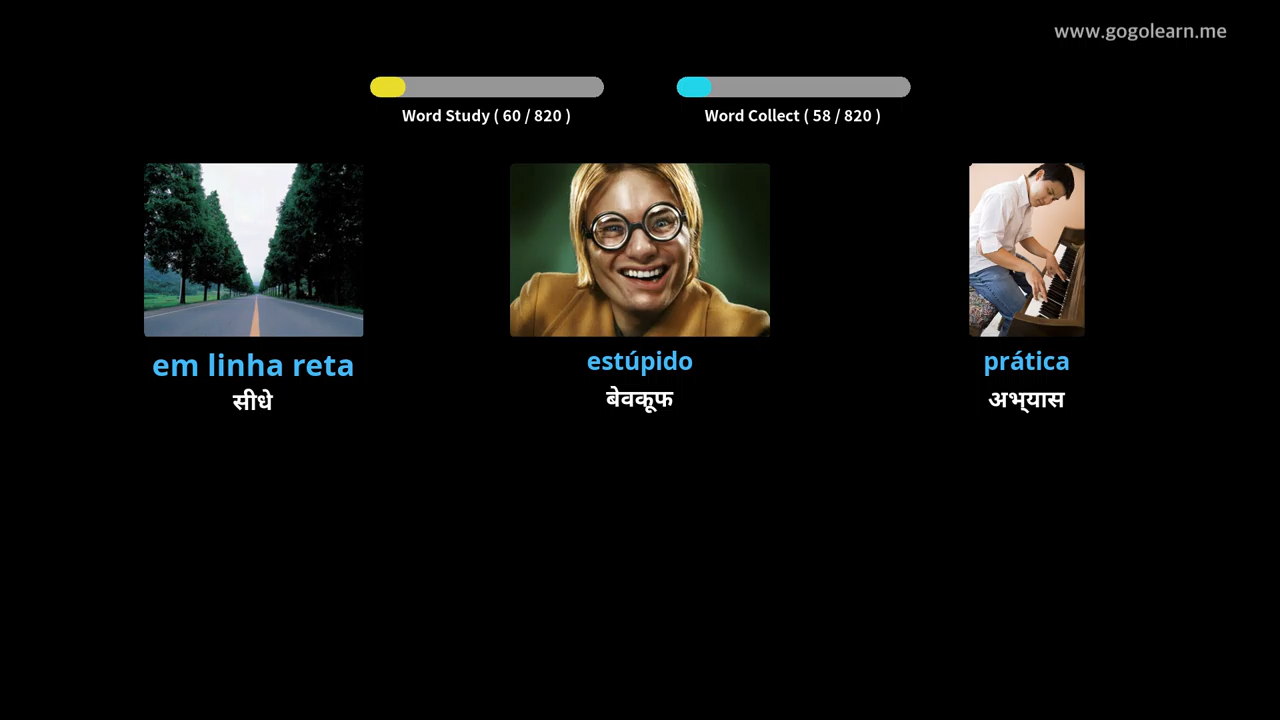 www.gogolearn.me
Word Study ( 60 / 820 )
Word Collect ( 58 / 820 )
em linha reta
सीधे
estúpido
बेवकूफ
prática
अभ्यास